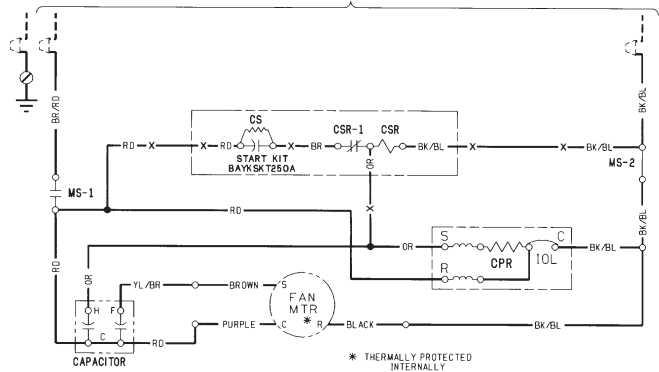 BR/RD
BK/BL
CS
CSR-1 CSR
RD X X RD X BR BK/BL X X BK/BL
START KIT
BAYKSKT250A
OR
MS-2
MS-1
X
RD
BK/BL
S C
OR CPR IOL BK/BL
R
RD
OR
YL/BR BROWN S
FAN
MTR
*
H F
C
PURPLE C R BLACK BK/BL
RD
CAPACITOR
* THERMALLY PROTECTED
INTERNALLY